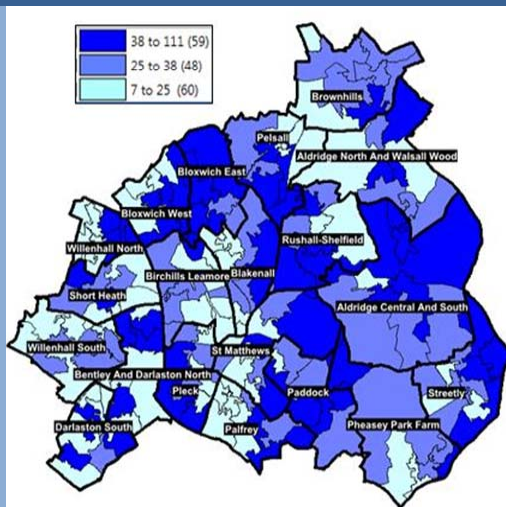 38 to 111 (59)
25 to 38 (48)
7 to 25 (60)
Brownhills
Pelsall
Aldridge North And Walsall Wood
Bloxwich East
Bloxwich West
Willenhall North
Rushall-Shelfield
Birchills Leamore
Blakenall
Short Heath
Aldridge Central And South
Willenhall South
St Matthews
Bentley And Darlaston North
Pleck
Paddock
Streetly
Darlaston South
Palfrey
Pheasey Park Farm